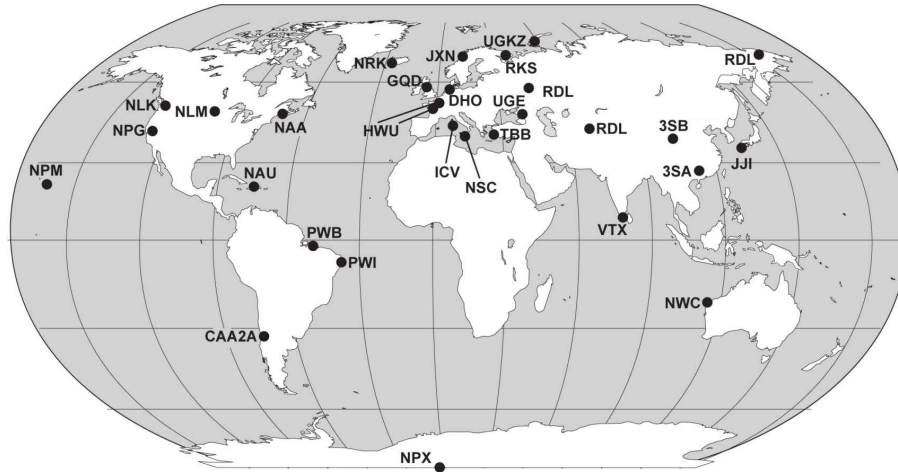 UGKZ
NRK
JXN
RKS
RDL
GQD
DHO
RDL
UGE
NLK
NLM
NAA
HWU
NPG
TBB
RDL
3SB
JJI
ICV
NSC
3SA
NPM
NAU
VTX
PWB
PWI
NWC
CAA2A
NPX